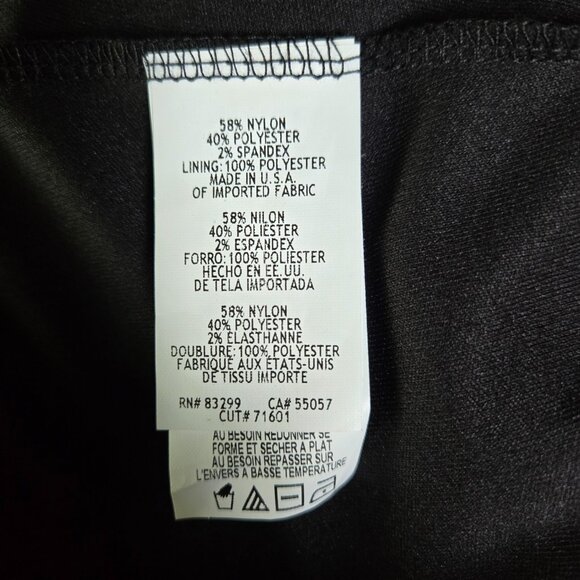 58% NYLON
40% POLYESTER
2% SPANDEX
LINING: 100% POLYESTER
MADE IN U.S.A.
OF IMPORTED FABRIC
58% NILON
40% POLIESTER
2% ESPANDEX
FORRO: 100% POLIESTER
HECHO EN EE.UU.
DE TELA IMPORTADA
58% NYLON
40% POLYESTER
2% ELASTHANNE
DOUBLURE: 100% POLYESTER
FABRIQUÉ AUX ÉTATS-UNIS
DE TISSU IMPORTE
RN# 83299 CA# 55057
CUT# 71601
AU BESOIN REDONNER SE
FORME ET SECHER A PLAT
AU BESOIN REPASSER SUR
L'ENVERS A BASSE TEMPERATURE